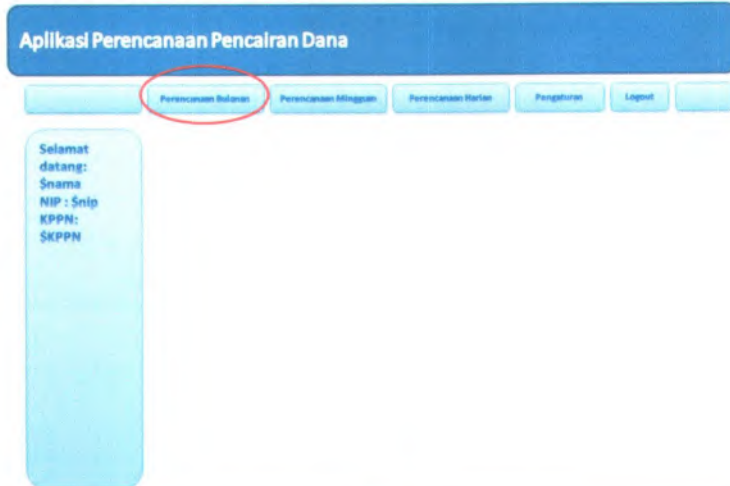 Aplikasi Perencanaan Pencairan Dana
Perencanaan Bulanan Perencanaan Mingguan Perencanaan Harian Pengaturan Logout
Selamat
datang:
$nama
NIP : $nip
KPPN:
$KPPN